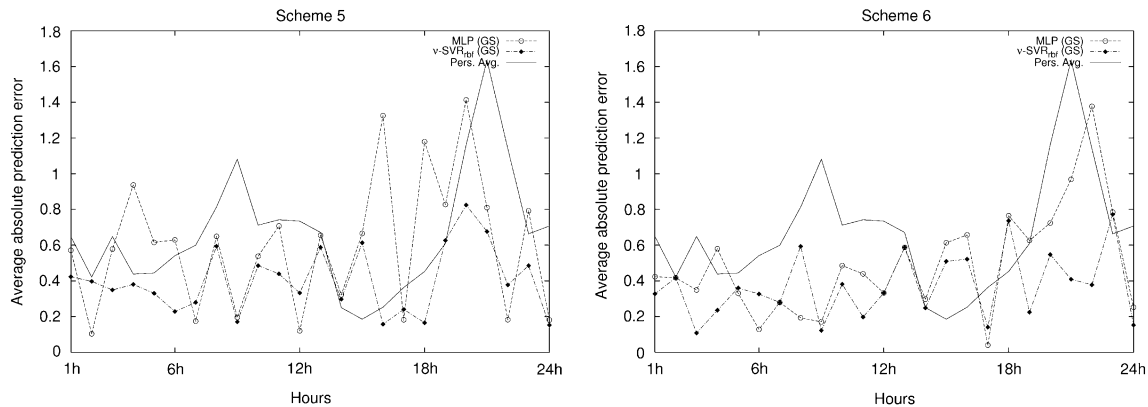 Scheme 5
Average absolute prediction error
1.8
1.6
1.4
1.2
1
0.8
0.6
0.4
0.2
0
MLP (GS)
ν-SVRrbf (GS)
Pers. Avg.
1h 6h 12h 18h 24h
Hours
Scheme 6
Average absolute prediction error
1.8
1.6
1.4
1.2
1
0.8
0.6
0.4
0.2
0
MLP (GS)
ν-SVRrbf (GS)
Pers. Avg.
1h 6h 12h 18h 24h
Hours